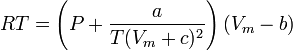 RT = \left(P + \frac{a}{T(V_m + c)^2}\right)(V_m - b)